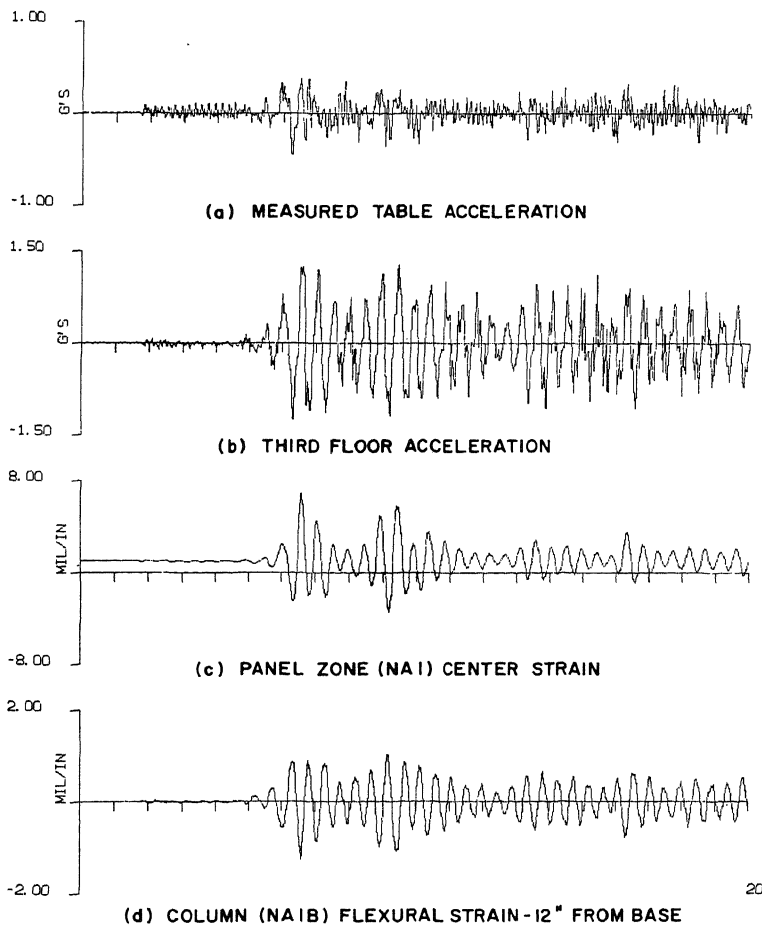 1.00
G'S
-1.00
(a) MEASURED TABLE ACCELERATION
1.50
G'S
-1.50
(b) THIRD FLOOR ACCELERATION
8.00
MIL/IN
-8.00
(c) PANEL ZONE (NA1) CENTER STRAIN
2.00
MIL/IN
-2.00
20
(d) COLUMN (NA1B) FLEXURAL STRAIN-12" FROM BASE